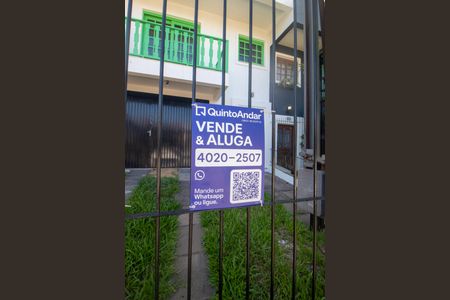 QuintoAndar
VENDE
& ALUGA
4020-2507
Mande um
Whatsapp
ou ligue.